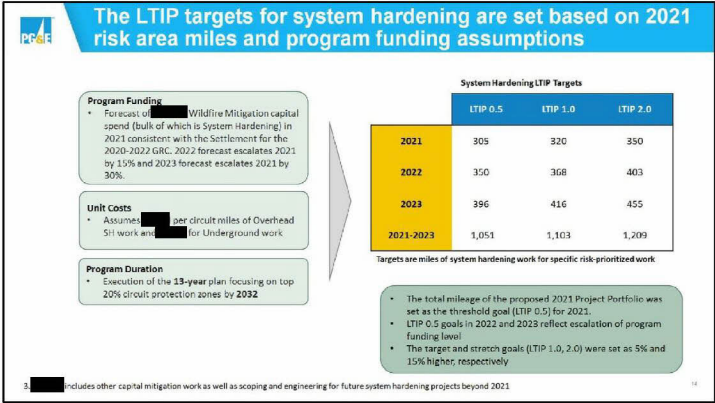 PG&E
The LTIP targets for system hardening are set based on 2021
risk area miles and program funding assumptions
Program Funding
• Forecast of Wildfire Mitigation capital
spend (bulk of which is System Hardening) in
2021 consistent with the Settlement for the
2020-2022 GRC. 2022 forecast escalates 2021
by 15% and 2023 forecast escalates 2021 by
30%.
Unit Costs
• Assumes per circuit miles of Overhead
SH work and for Underground work
Program Duration
• Execution of the 13-year plan focusing on top
20% circuit protection zones by 2032
System Hardening LTIP Targets
LTIP 0.5 LTIP 1.0 LTIP 2.0
2021 305 320 350
2022 350 368 403
2023 396 416 455
2021-2023 1,051 1,103 1,209
Targets are miles of system hardening work for specific risk-prioritized work
• The total mileage of the proposed 2021 Project Portfolio was
set as the threshold goal (LTIP 0.5) for 2021.
• LTIP 0.5 goals in 2022 and 2023 reflect escalation of program
funding level
• The target and stretch goals (LTIP 1.0, 2.0) were set as 5% and
15% higher, respectively
3. includes other capital mitigation work as well as scoping and engineering for future system hardening projects beyond 2021